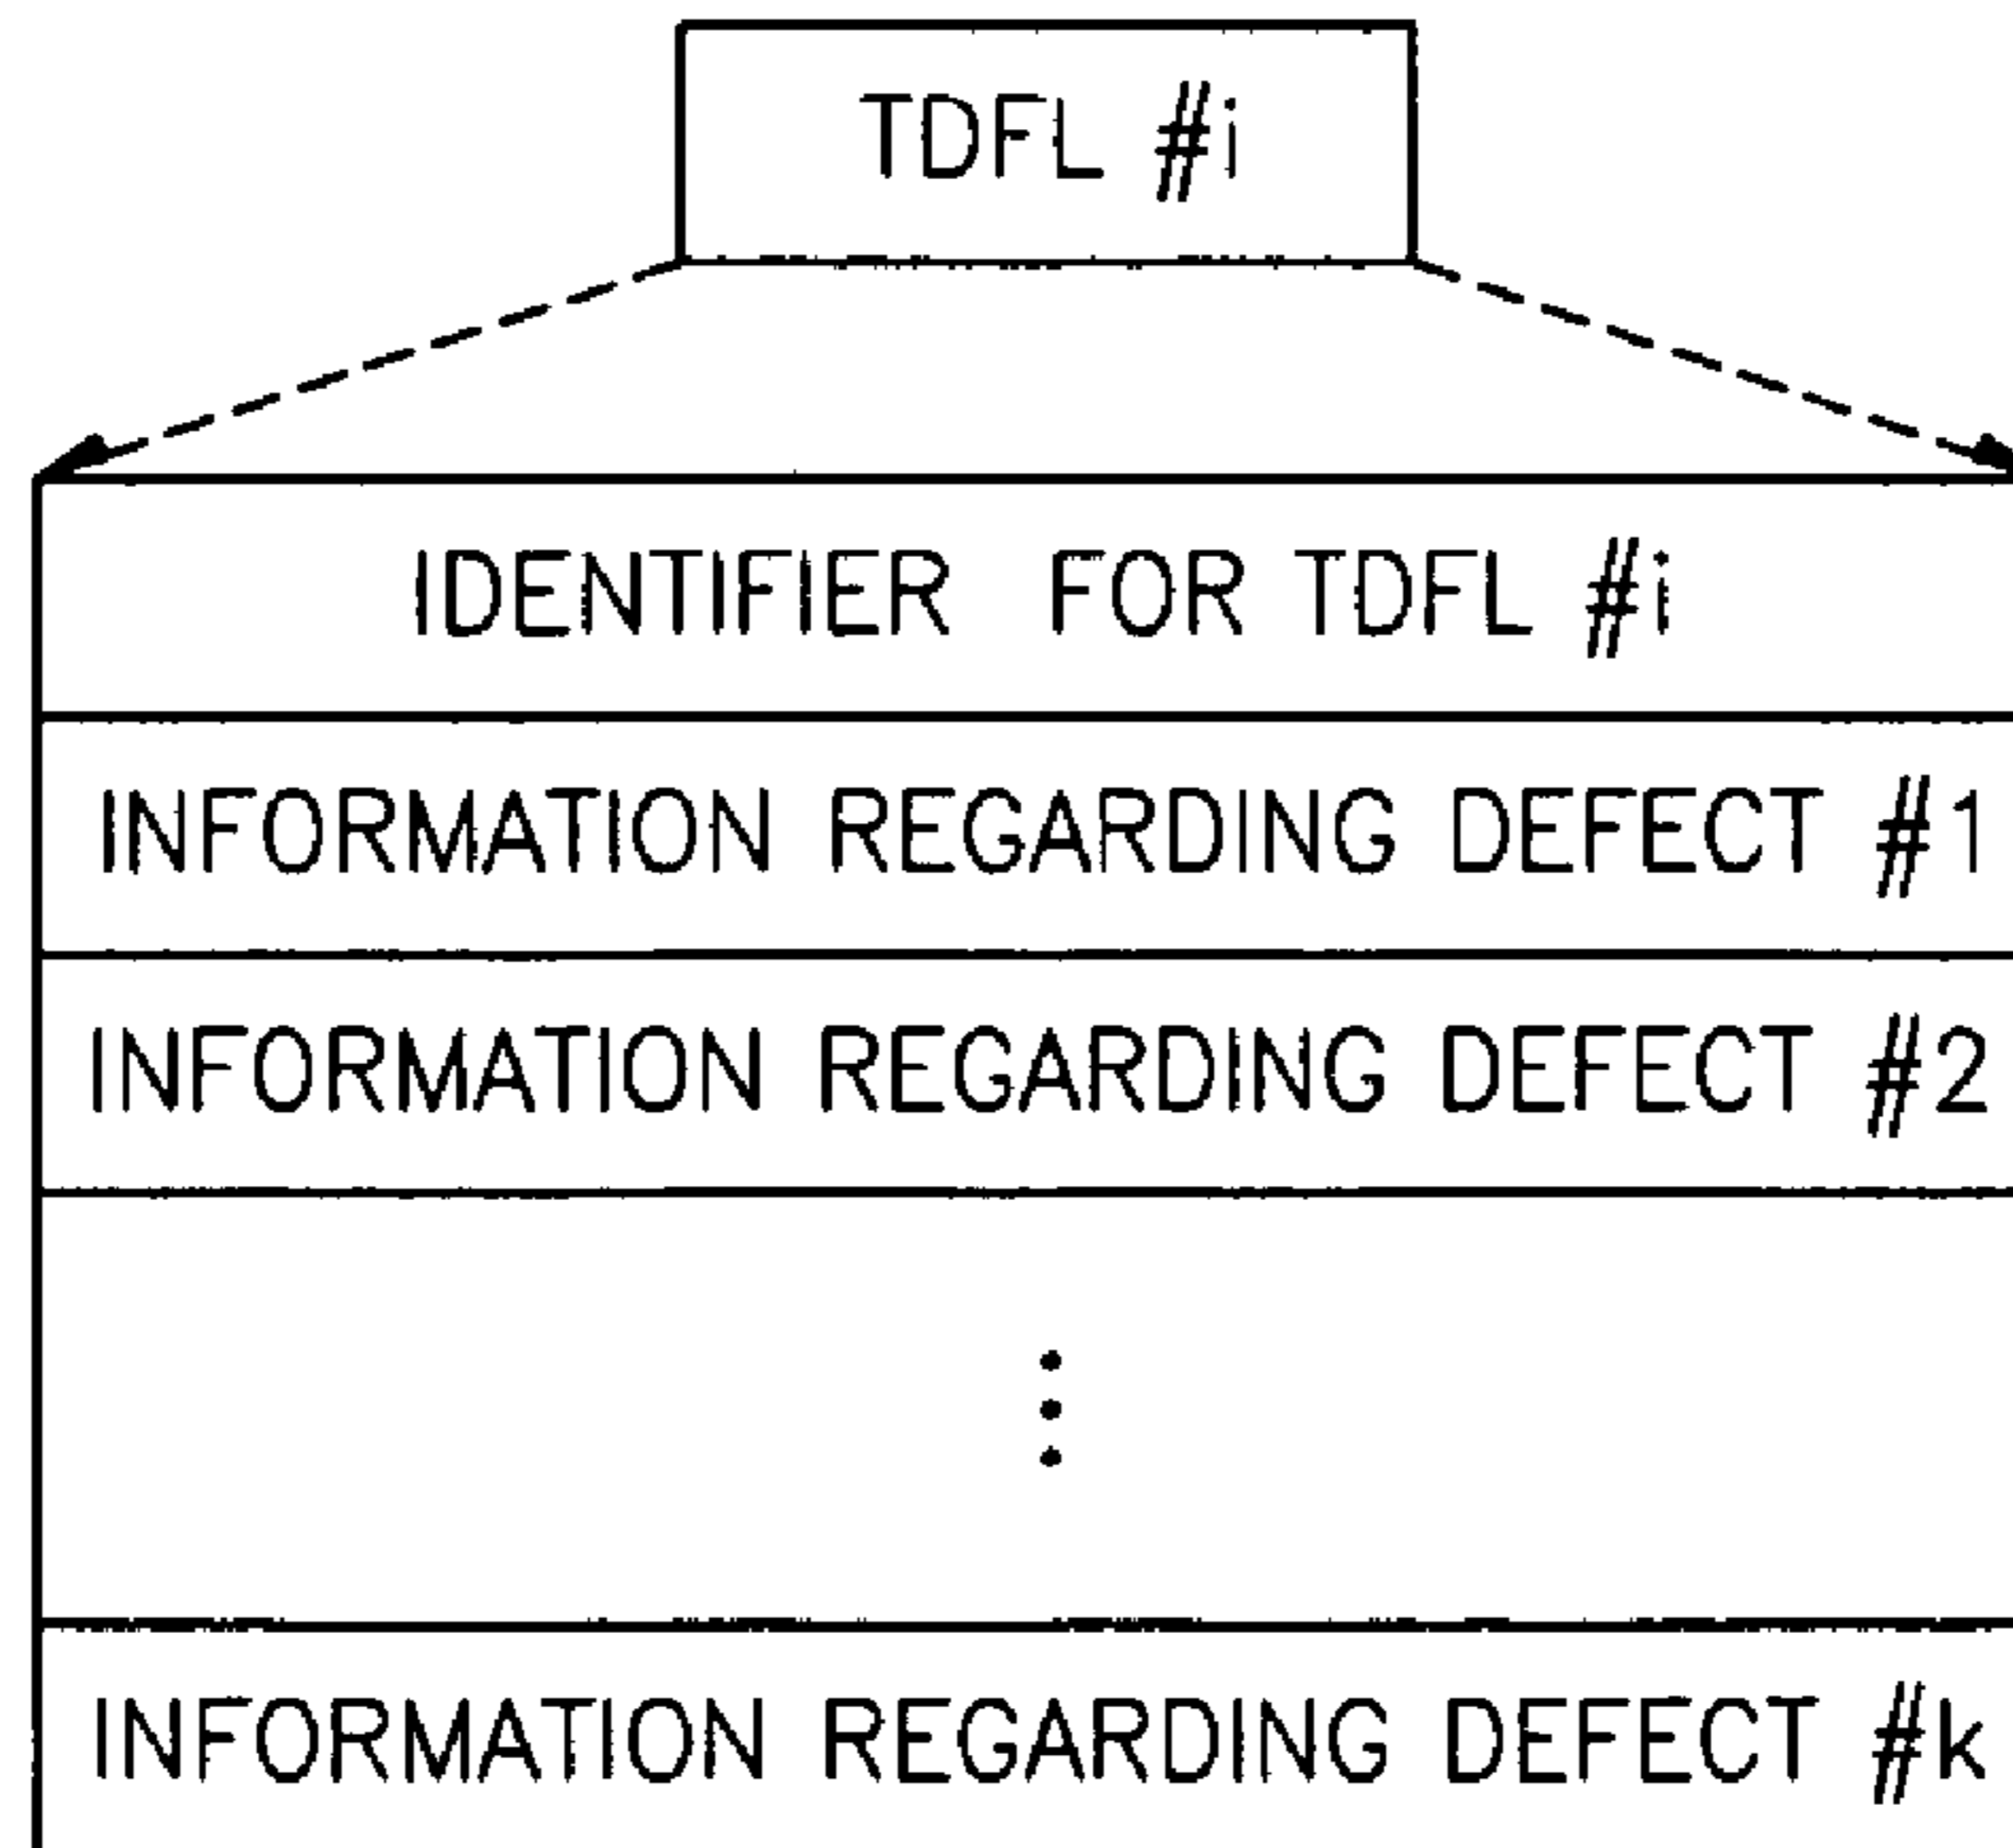 TDFL #i
IDENTIFIER FOR TDFL #i
INFORMATION REGARDING DEFECT #1
INFORMATION REGARDING DEFECT #2
INFORMATION REGARDING DEFECT #k